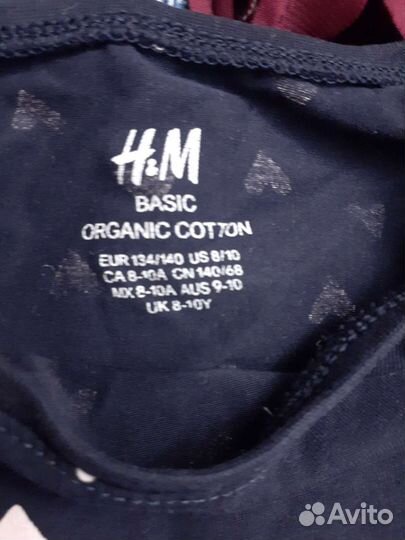 H&M
BASIC
ORGANIC COTTON
EUR 134/140 US 8/10
CA 8-10A CN 140/68
MX 8-10A AUS 9-10
UK 8-10Y
Avito